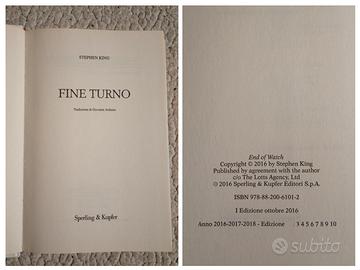 STEPHEN KING
FINE TURNO
Traduzione di Giovanni Arduino
Sperling & Kupfer
End of Watch
Copyright © 2016 by Stephen King
Published by agreement with the author
c/o The Lotts Agency, Ltd
© 2016 Sperling & Kupfer Editori S.p.A.
ISBN 978-88-200-6101-2
I Edizione ottobre 2016
Anno 2016-2017-2018 - Edizione 3 4 5 6 7 8 9 10
subito